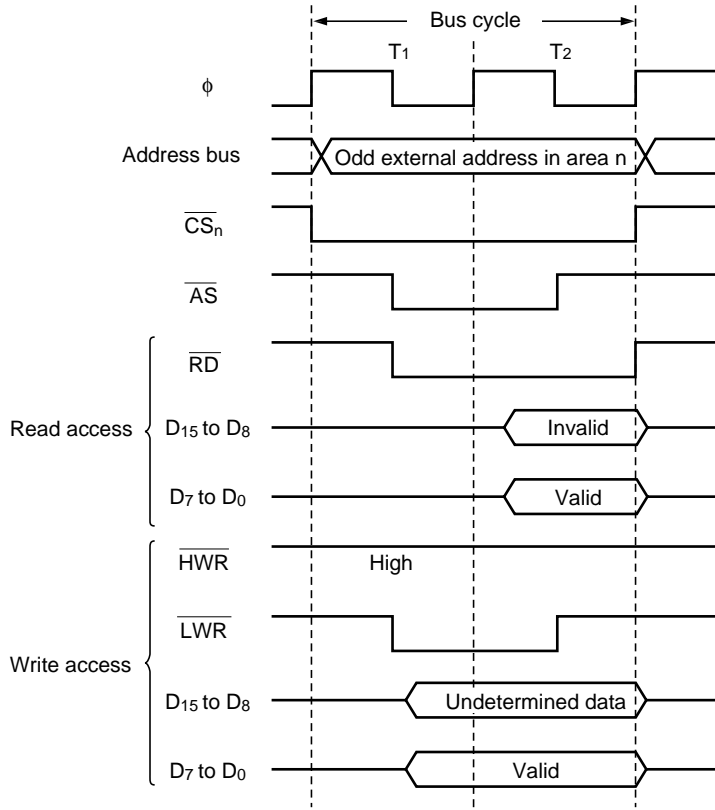 Bus cycle
T1 T2
ϕ
Address bus Odd external address in area n
CSn
AS
RD
Read access
D15 to D8 Invalid
D7 to D0 Valid
HWR High
LWR
Write access
D15 to D8 Undetermined data
D7 to D0 Valid